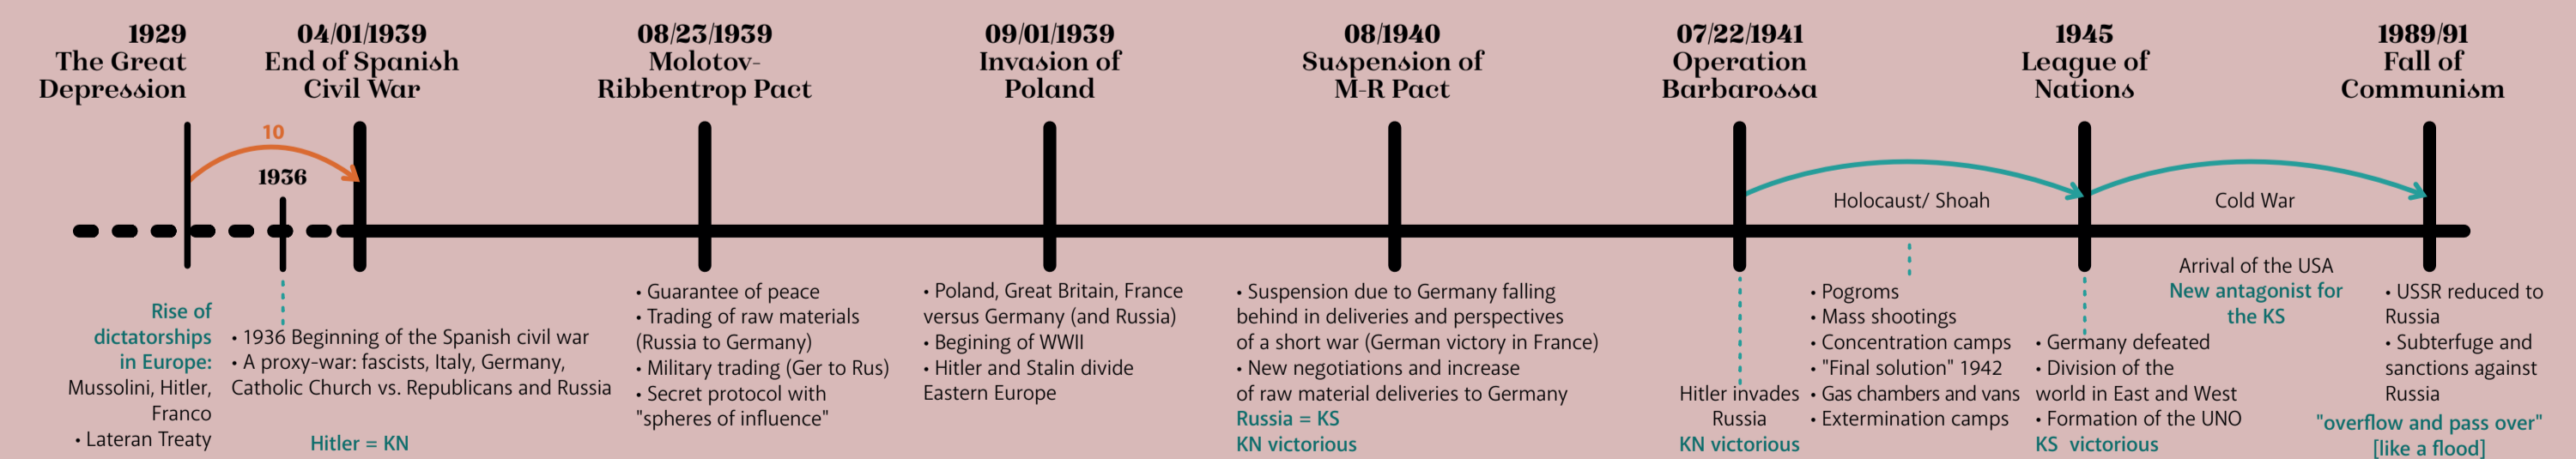 1929
The Great
Depression
04/01/1939
End of Spanish
Civil War
08/23/1939
Molotov-
Ribbentrop Pact
09/01/1939
Invasion of
Poland
08/1940
Suspension of
M-R Pact
07/22/1941
Operation
Barbarossa
1945
League of
Nations
1989/91
Fall of
Communism
10
1936
Holocaust/ Shoah
Cold War
Rise of
dictatorships
in Europe:
Mussolini, Hitler,
Franco
• Lateran Treaty
• 1936 Beginning of the Spanish civil war
• A proxy-war: fascists, Italy, Germany,
Catholic Church vs. Republicans and Russia
Hitler = KN
• Guarantee of peace
• Trading of raw materials
(Russia to Germany)
• Military trading (Ger to Rus)
• Secret protocol with
"spheres of influence"
• Poland, Great Britain, France
versus Germany (and Russia)
• Begining of WWII
• Hitler and Stalin divide
Eastern Europe
• Suspension due to Germany falling
behind in deliveries and perspectives
of a short war (German victory in France)
• New negotiations and increase
of raw material deliveries to Germany
Russia = KS
KN victorious
Hitler invades
Russia
KN victorious
• Pogroms
• Mass shootings
• Concentration camps
• "Final solution" 1942
• Gas chambers and vans
• Extermination camps
• Germany defeated
• Division of the
world in East and West
• Formation of the UNO
KS victorious
Arrival of the USA
New antagonist for
the KS
• USSR reduced to
Russia
• Subterfuge and
sanctions against
Russia
"overflow and pass over"
[like a flood]